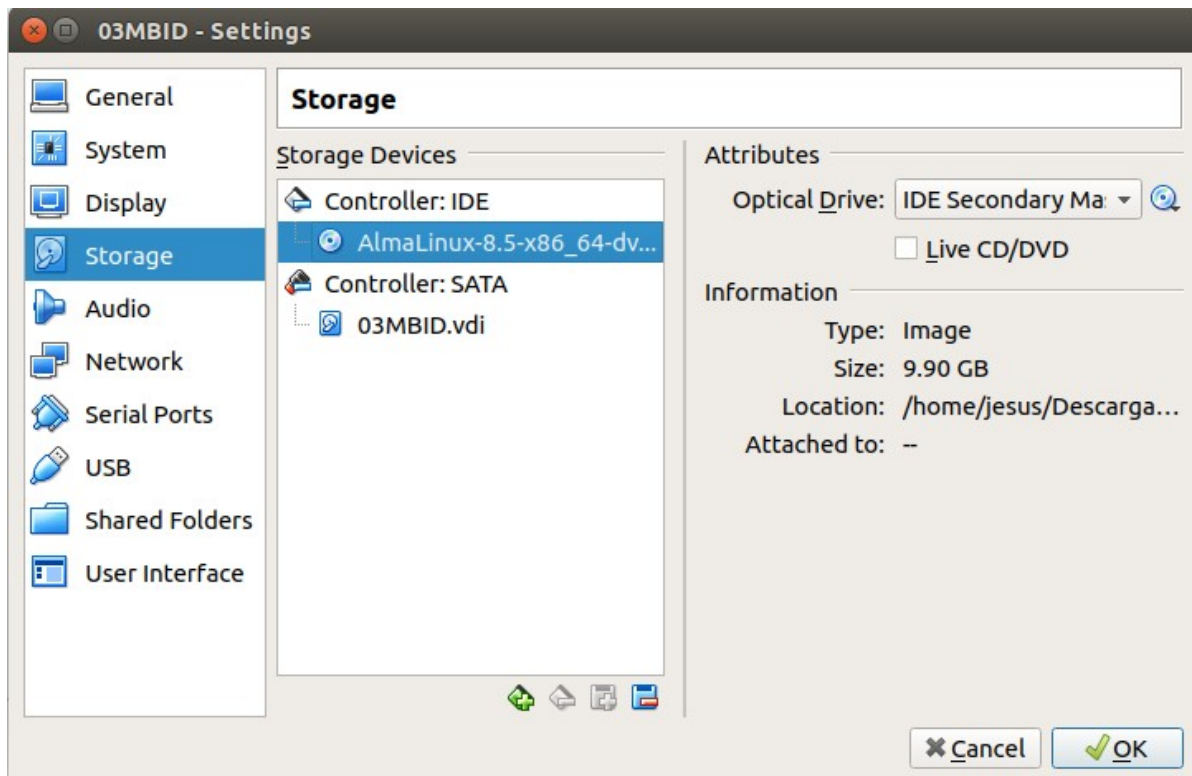 03MBID - Settings
General
System
Display
Storage
Audio
Network
Serial Ports
USB
Shared Folders
User Interface
Storage
Storage Devices
Controller: IDE
AlmaLinux-8.5-x86_64-dv...
Controller: SATA
03MBID.vdi
Attributes
Optical Drive: IDE Secondary Ma
Live CD/DVD
Information
Type: Image
Size: 9.90 GB
Location: /home/jesus/Descarga...
Attached to: --
Cancel OK